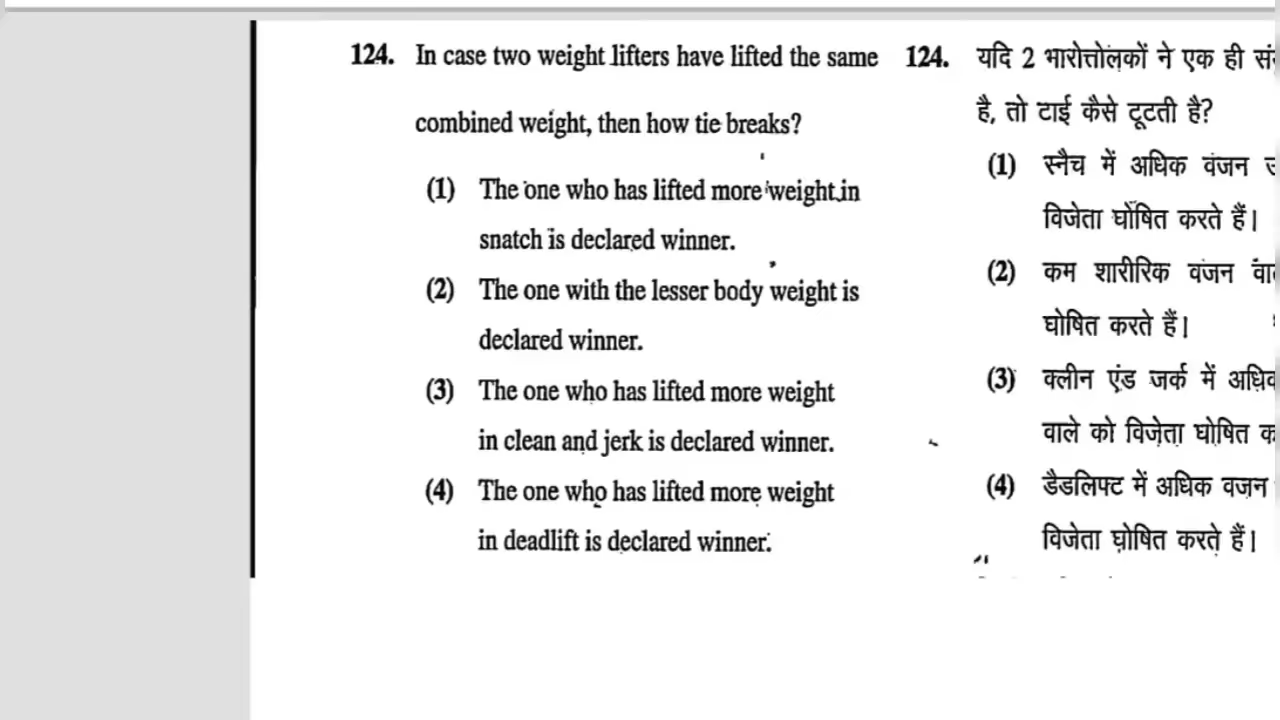 124. In case two weight lifters have lifted the same
combined weight, then how tie breaks?
(1) The one who has lifted more weight in
snatch is declared winner.
(2) The one with the lesser body weight is
declared winner.
(3) The one who has lifted more weight
in clean and jerk is declared winner.
(4) The one who has lifted more weight
in deadlift is declared winner.
124. यदि 2 भारोत्तोलकों ने एक ही
है, तो टाई कैसे टूटती है?
(1) स्नैच में अधिक वजन
विजेता घोषित करते हैं।
(2) कम शारीरिक वजन
घोषित करते हैं।
(3) क्लीन एंड जर्क में
वाले को विजेता घोषित
(4) डैडलिफ्ट में अधिक वजन
विजेता घोषित करते हैं।